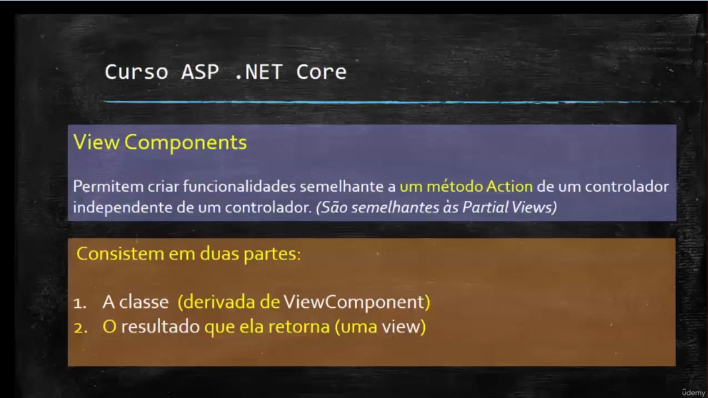 Curso ASP .NET Core
View Components
Permitem criar funcionalidades semelhante a um método Action de um controlador
independente de um controlador. (São semelhantes às Partial Views)
Consistem em duas partes:
1. A classe (derivada de ViewComponent)
2. O resultado que ela retorna (uma view)
ûdemy